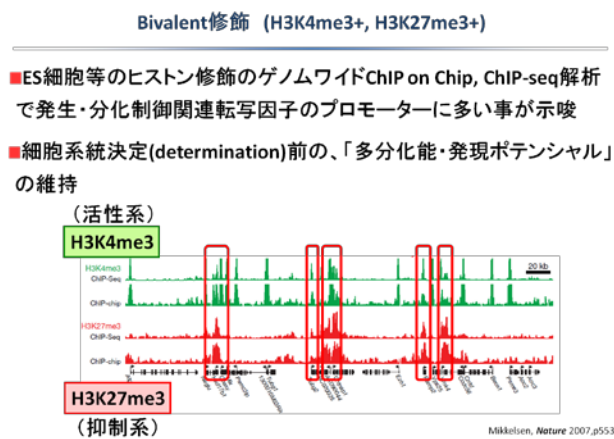 Bivalent修飾 (H3K4me3+, H3K27me3+)
■ES細胞等のヒストン修飾のゲノムワイドChIP on Chip, ChIP-seq解析
で発生・分化制御関連転写因子のプロモーターに多い事が示唆
■細胞系統決定(determination)前の、「多分化能・発現ポテンシャル」
の維持
(活性系)
H3K4me3
H3K4me3
ChIP-Seq
20 kb
ChIP-chip
H3K27me3
ChIP-Seq
ChIP-chip
H3K27me3
(抑制系)
Mikkelsen, Nature 2007,p553